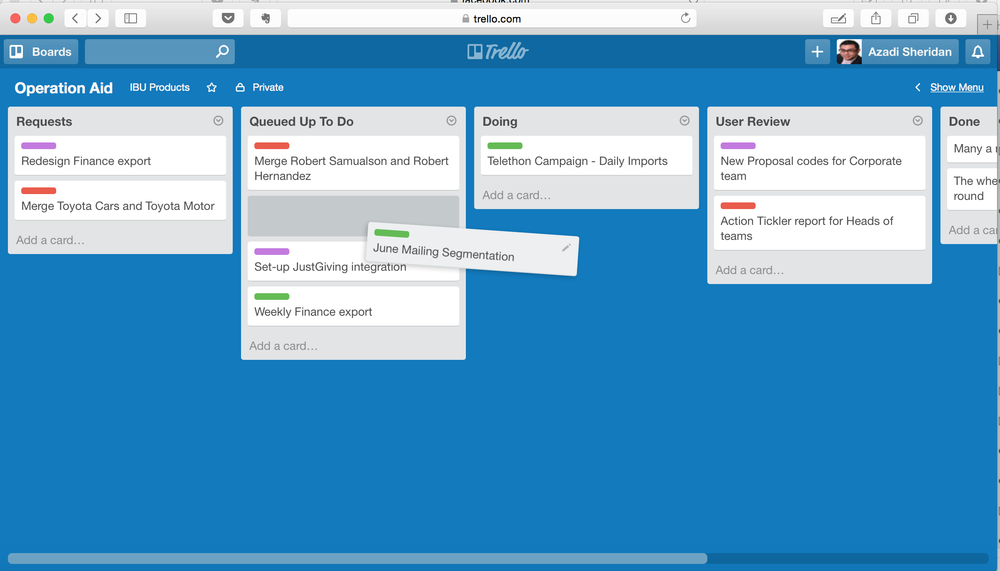 facebook.com
trello.com
Boards
Trello
Azadi Sheridan
Operation Aid
IBU Products
Private
Show Menu
Requests
Redesign Finance export
Merge Toyota Cars and Toyota Motor
Add a card…
Queued Up To Do
Merge Robert Samualson and Robert
Hernandez
June Mailing Segmentation
Set-up JustGiving integration
Weekly Finance export
Add a card…
Doing
Telethon Campaign - Daily Imports
Add a card…
User Review
New Proposal codes for Corporate
team
Action Tickler report for Heads of
teams
Add a card…
Done
Many a
The whe
round
Add a ca